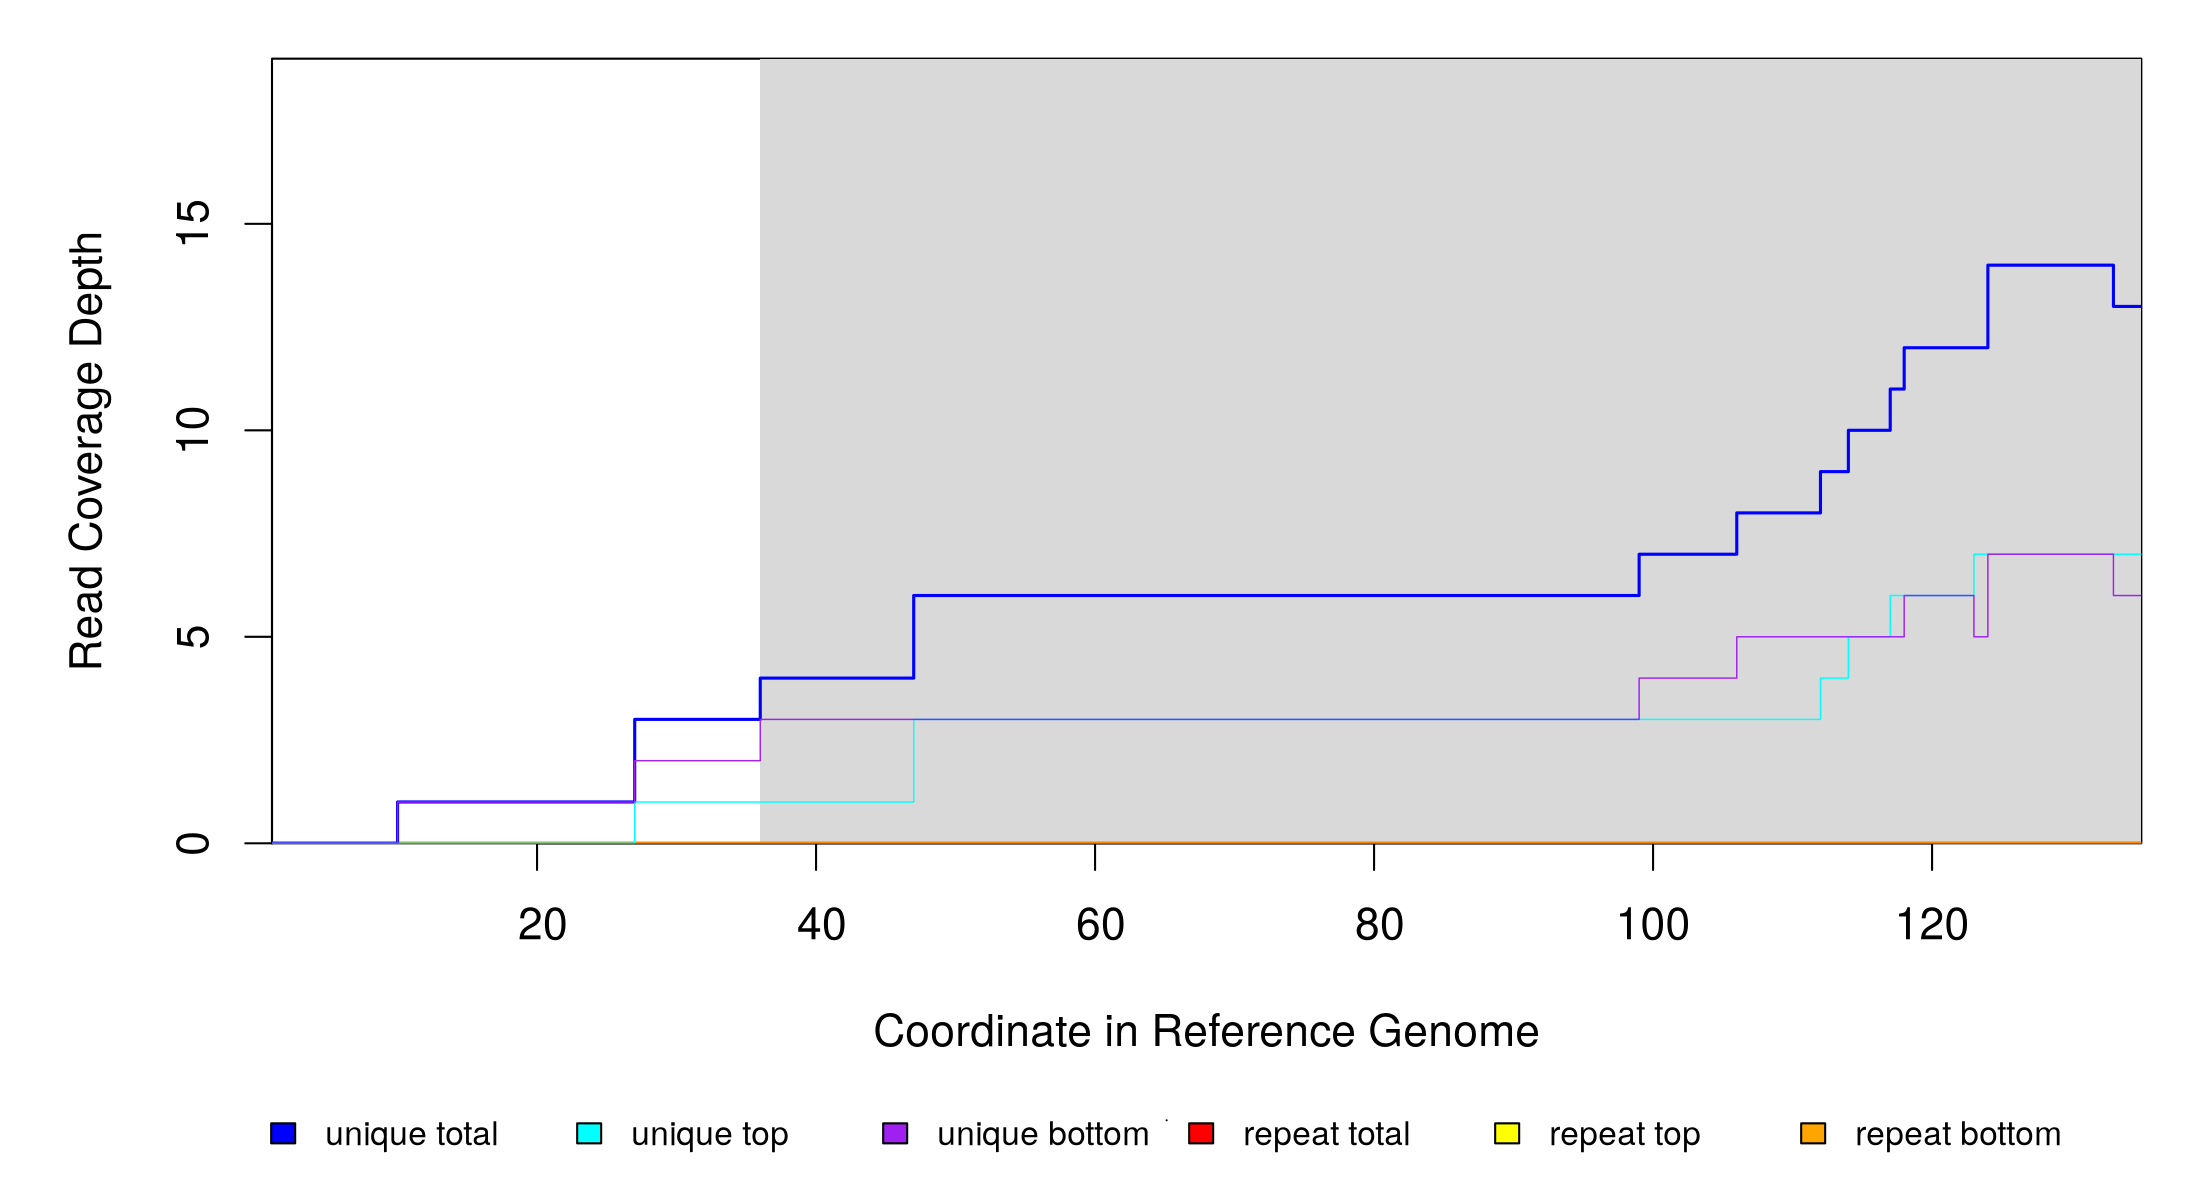 Read Coverage Depth
15
10
5
0
20 40 60 80 100 120
Coordinate in Reference Genome
unique total unique top unique bottom repeat total repeat top repeat bottom